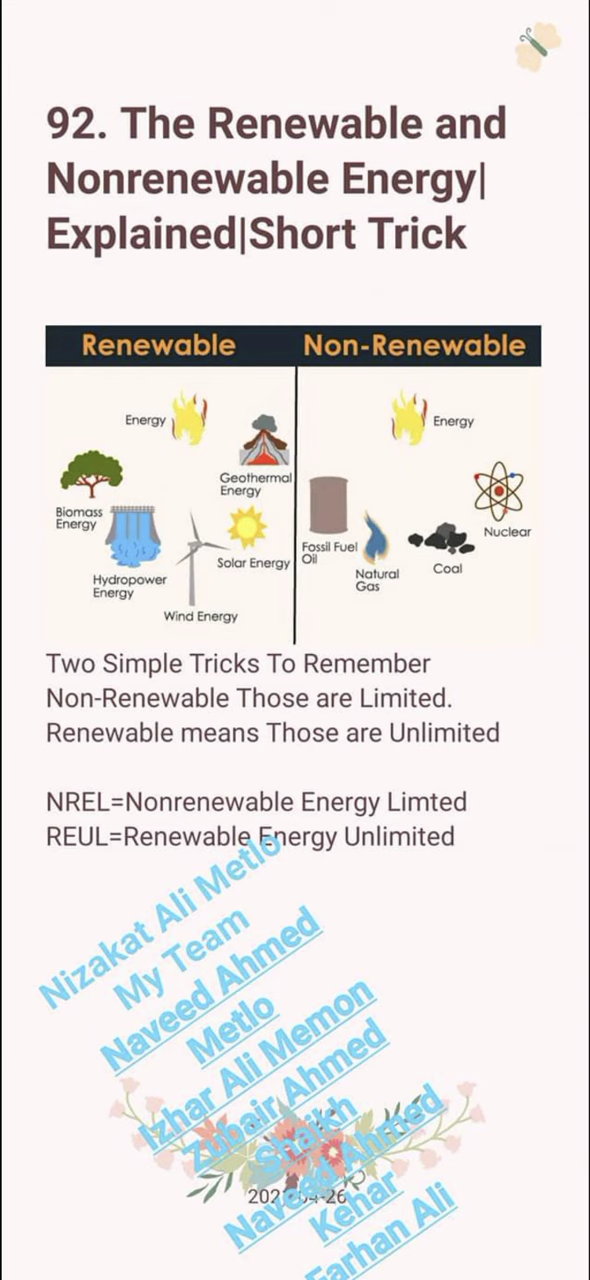 92. The Renewable and
Nonrenewable Energy|
Explained|Short Trick
Renewable
Non-Renewable
Energy
Geothermal
Energy
Biomass
Energy
Solar Energy
Hydropower
Energy
Wind Energy
Energy
Nuclear
Fossil Fuel
Oil
Natural
Gas
Coal
Two Simple Tricks To Remember
Non-Renewable Those are Limited.
Renewable means Those are Unlimited
NREL=Nonrenewable Energy Limted
REUL=Renewable Energy Unlimited
Nizakat Ali Metlo
My Team
Naveed Ahmed
Metlo
Izhar Ali Memon
Zubair Ahmed
Shaikh
Naveed Ahmed
Kehar
Farhan Ali